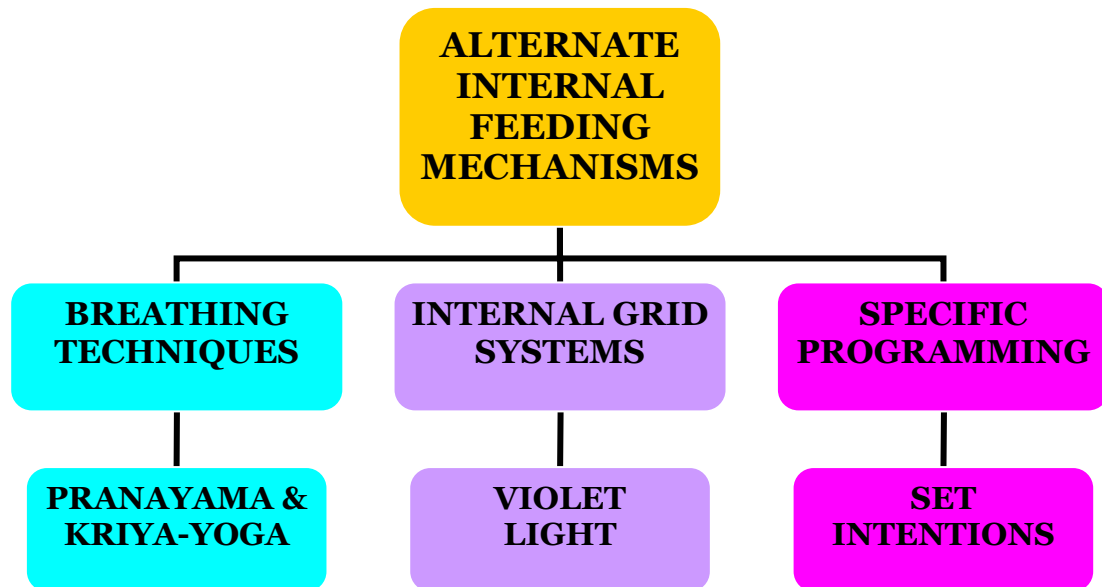 ALTERNATE
INTERNAL
FEEDING
MECHANISMS
BREATHING
TECHNIQUES
INTERNAL GRID
SYSTEMS
SPECIFIC
PROGRAMMING
PRANAYAMA &
KRIYA-YOGA
VIOLET
LIGHT
SET
INTENTIONS